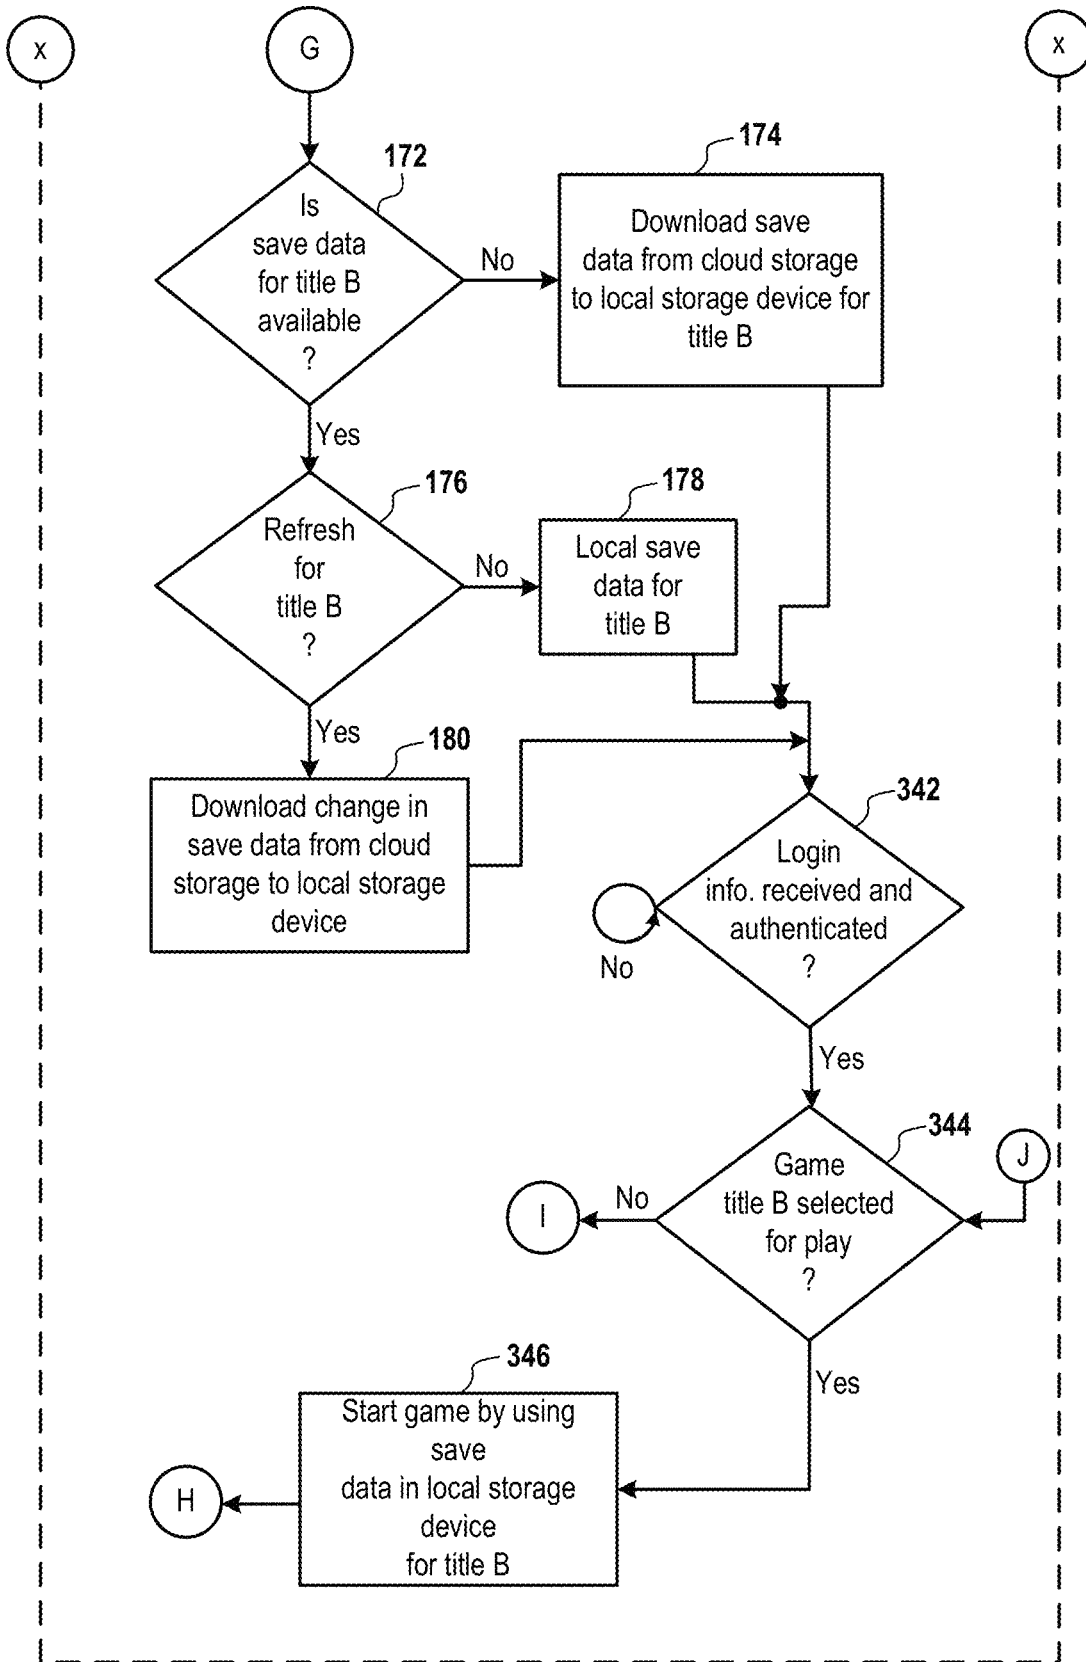 x
G
x
172
Is
save data
for title B
available
?
No
174
Download save
data from cloud storage
to local storage device for
title B
Yes
176
Refresh
for
title B
?
No
178
Local save
data for
title B
Yes
180
Download change in
save data from cloud
storage to local storage
device
342
Login
info. received and
authenticated
?
No
Yes
344
Game
title B selected
for play
?
J
No
I
Yes
346
Start game by using
save
data in local storage
device
for title B
H